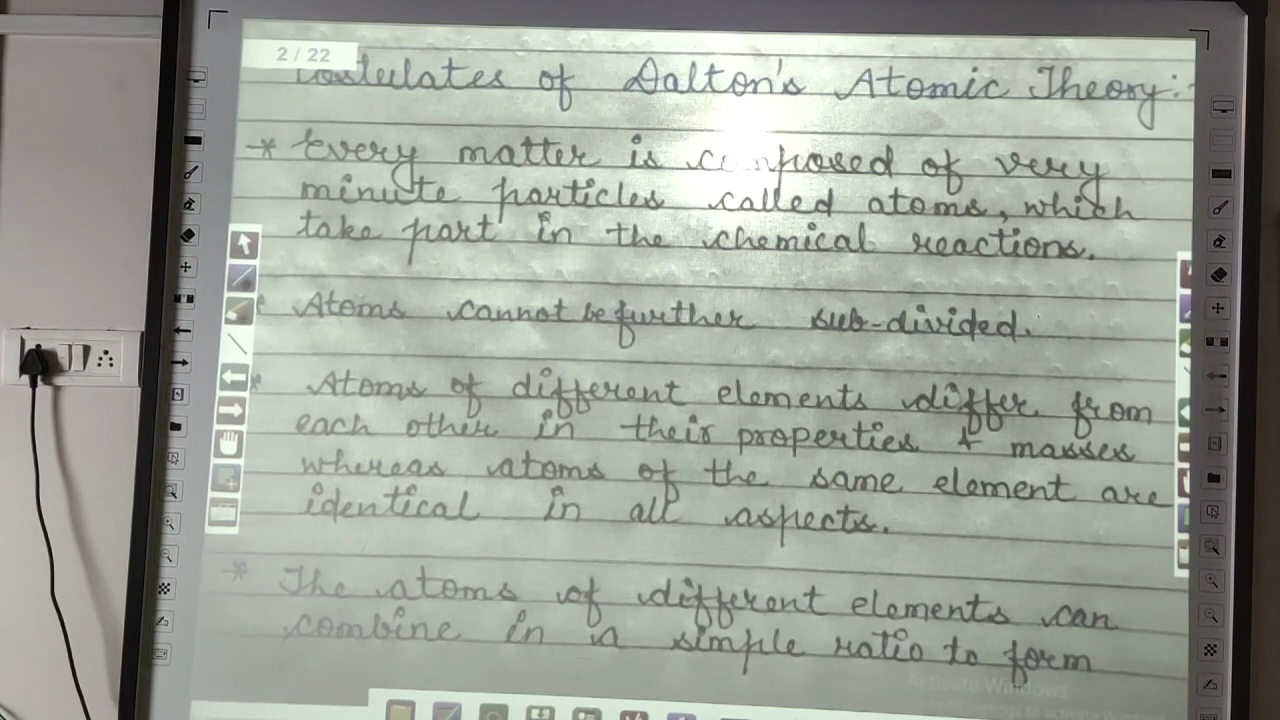 2 / 22
Postulates of Dalton's Atomic Theory:-
* Every matter is composed of very
minute particles called atoms, which
take part in the chemical reactions.
* Atoms cannot be further sub-divided.
* Atoms of different elements differ from
each other in their properties & masses
whereas atoms of the same element are
identical in all aspects.
* The atoms of different elements can
combine in a simple ratio to form
Activate Windows